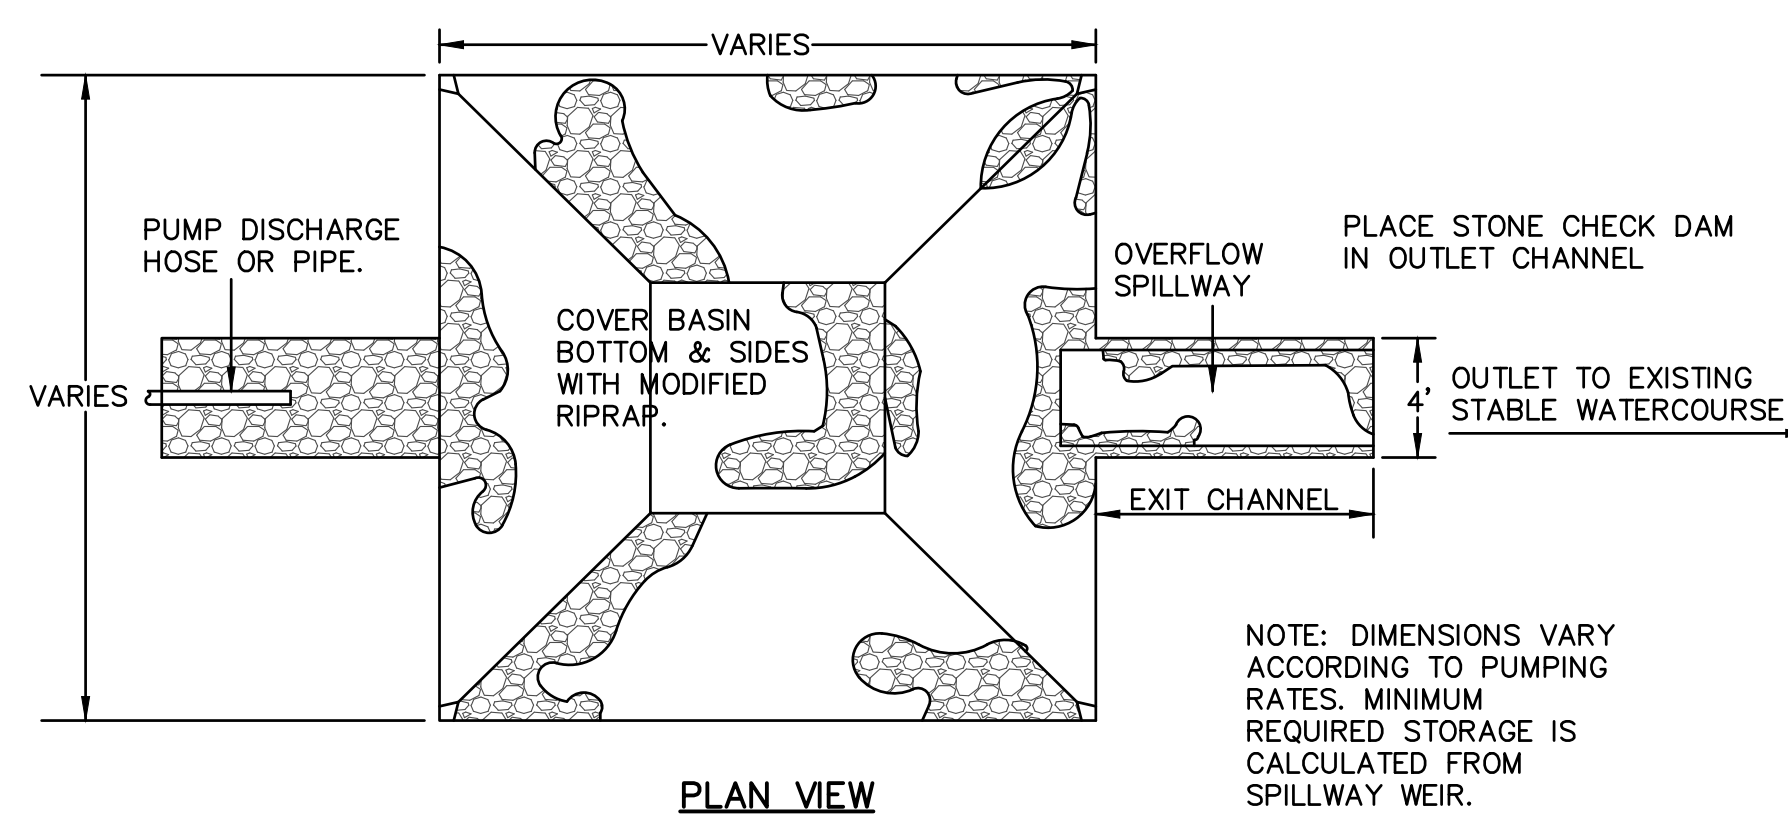 VARIES
PUMP DISCHARGE
HOSE OR PIPE.
VARIES
COVER BASIN
BOTTOM & SIDES
WITH MODIFIED
RIPRAP.
OVERFLOW
SPILLWAY
PLACE STONE CHECK DAM
IN OUTLET CHANNEL
4'
OUTLET TO EXISTING
STABLE WATERCOURSE
EXIT CHANNEL
NOTE: DIMENSIONS VARY
ACCORDING TO PUMPING
RATES. MINIMUM
REQUIRED STORAGE IS
CALCULATED FROM
SPILLWAY WEIR.
PLAN VIEW